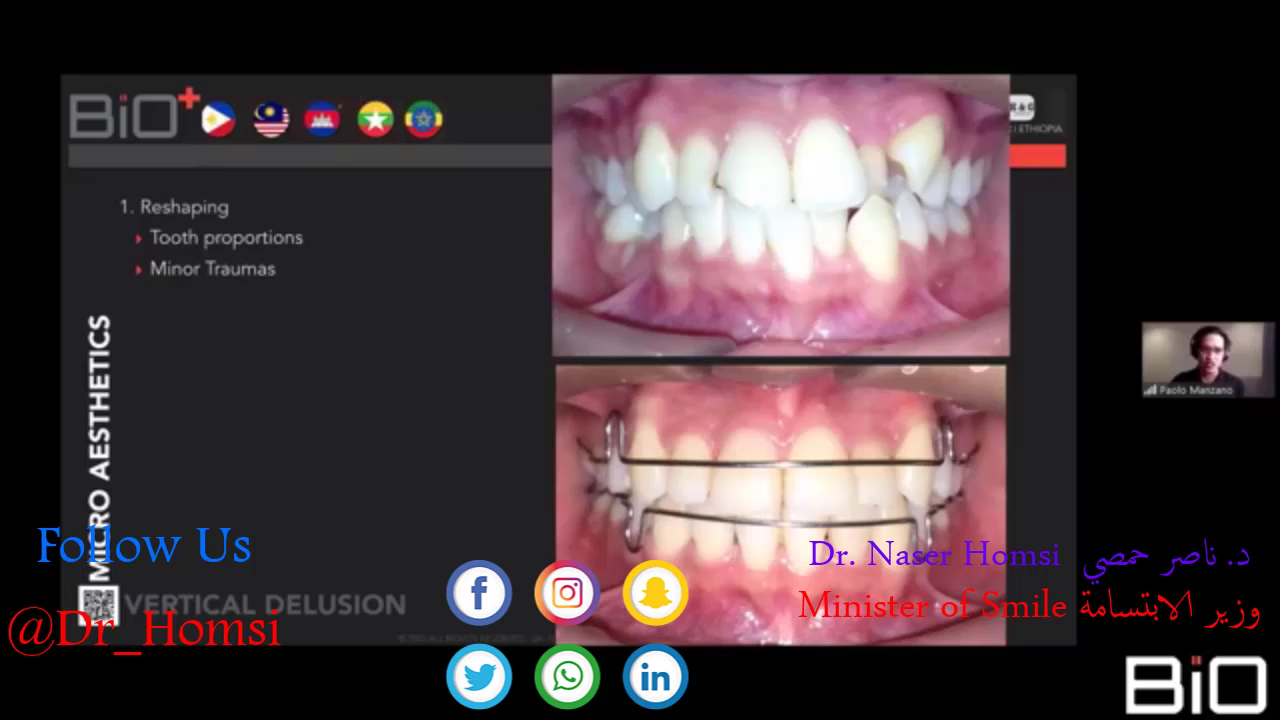 BiO+
ETHIOPIA
1. Reshaping
Tooth proportions
Minor Traumas
MICRO AESTHETICS
Paolo Manzano
Follow Us
@Dr_Homsi
VERTICAL DELUSION
Dr. Naser Homsi د. ناصر حمصي
Minister of Smile وزير الابتسامة
BiO